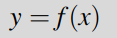 y = f(x)